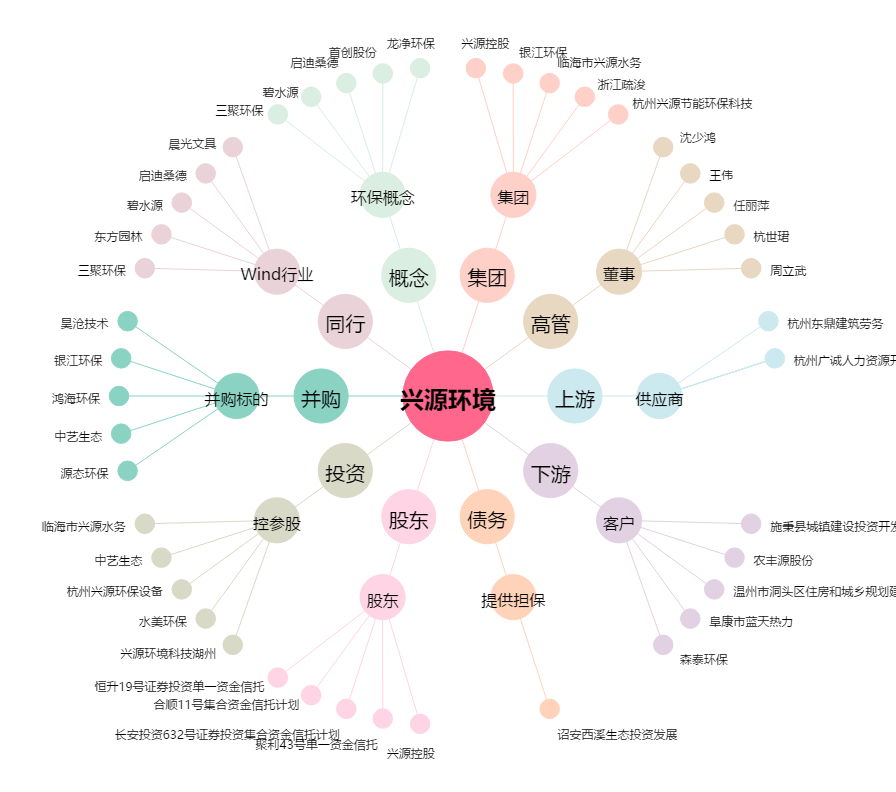 龙净环保
兴源控股
首创股份
银江环保
启迪桑德
临海市兴源水务
碧水源
浙江疏浚
三聚环保
杭州兴源节能环保科技
晨光文具
沈少鸿
启迪桑德
王伟
环保概念
集团
碧水源
任丽萍
东方园林
杭世珺
三聚环保
Wind行业
概念
集团
董事
周立武
昊沧技术
同行
高管
杭州东鼎建筑劳务
银江环保
杭州广诚人力资源开
鸿海环保
并购标的
并购
兴源环境
上游
供应商
中艺生态
源态环保
投资
下游
临海市兴源水务
控参股
股东
债务
客户
施秉县城镇建设投资开发
中艺生态
农丰源股份
杭州兴源环保设备
温州市洞头区住房和城乡规划建
股东
提供担保
水美环保
阜康市蓝天热力
兴源环境科技湖州
森泰环保
恒升19号证券投资单一资金信托
合顺11号集合资金信托计划
长安投资632号证券投资集合资金信托计划
诏安西溪生态投资发展
聚利43号单一资金信托
兴源控股